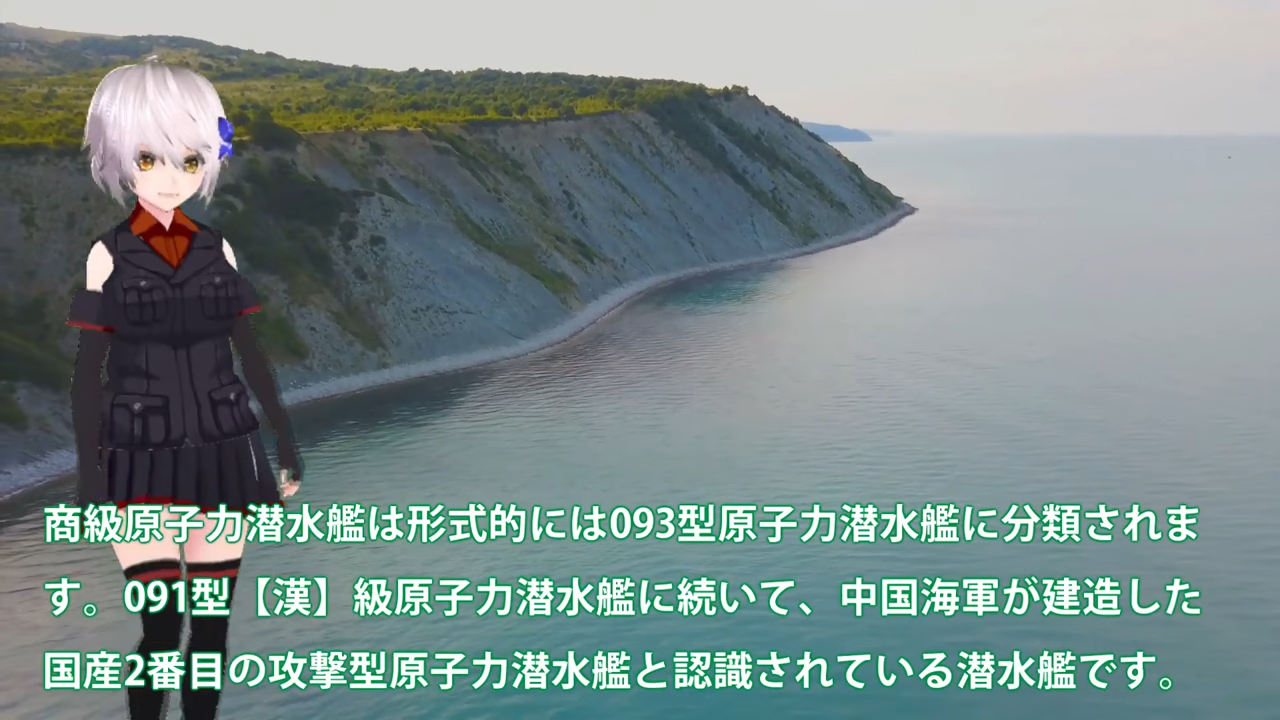 商級原子力潜水艦は形式的には093型原子力潜水艦に分類されま
す。091型【漢】級原子力潜水艦に続いて、中国海軍が建造した
国産2番目の攻撃型原子力潜水艦と認識されている潜水艦です。